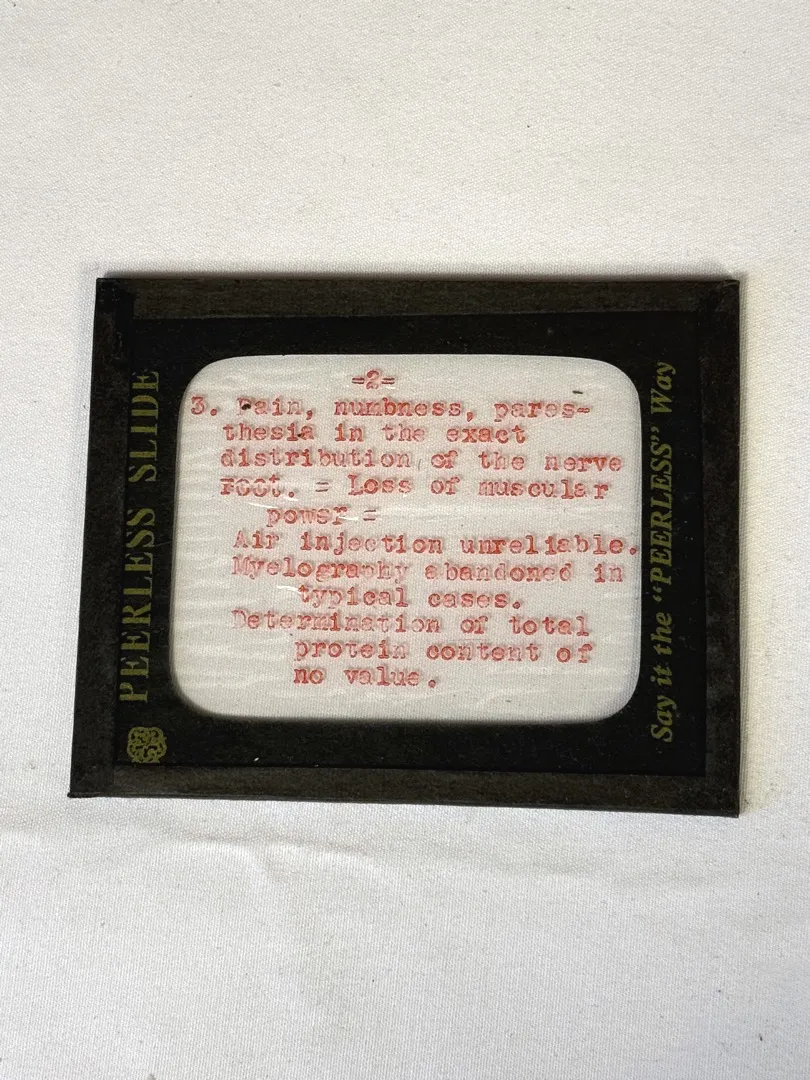 PEERLESS SLIDE
-2-
3. Pain, numbness, pares-
thesia in the exact
distribution of the nerve
root. = Loss of muscular
power =
Air injection unreliable.
Myelography abandoned in
typical cases.
Determination of total
protein content of
no value.
Say it the "PEERLESS" Way